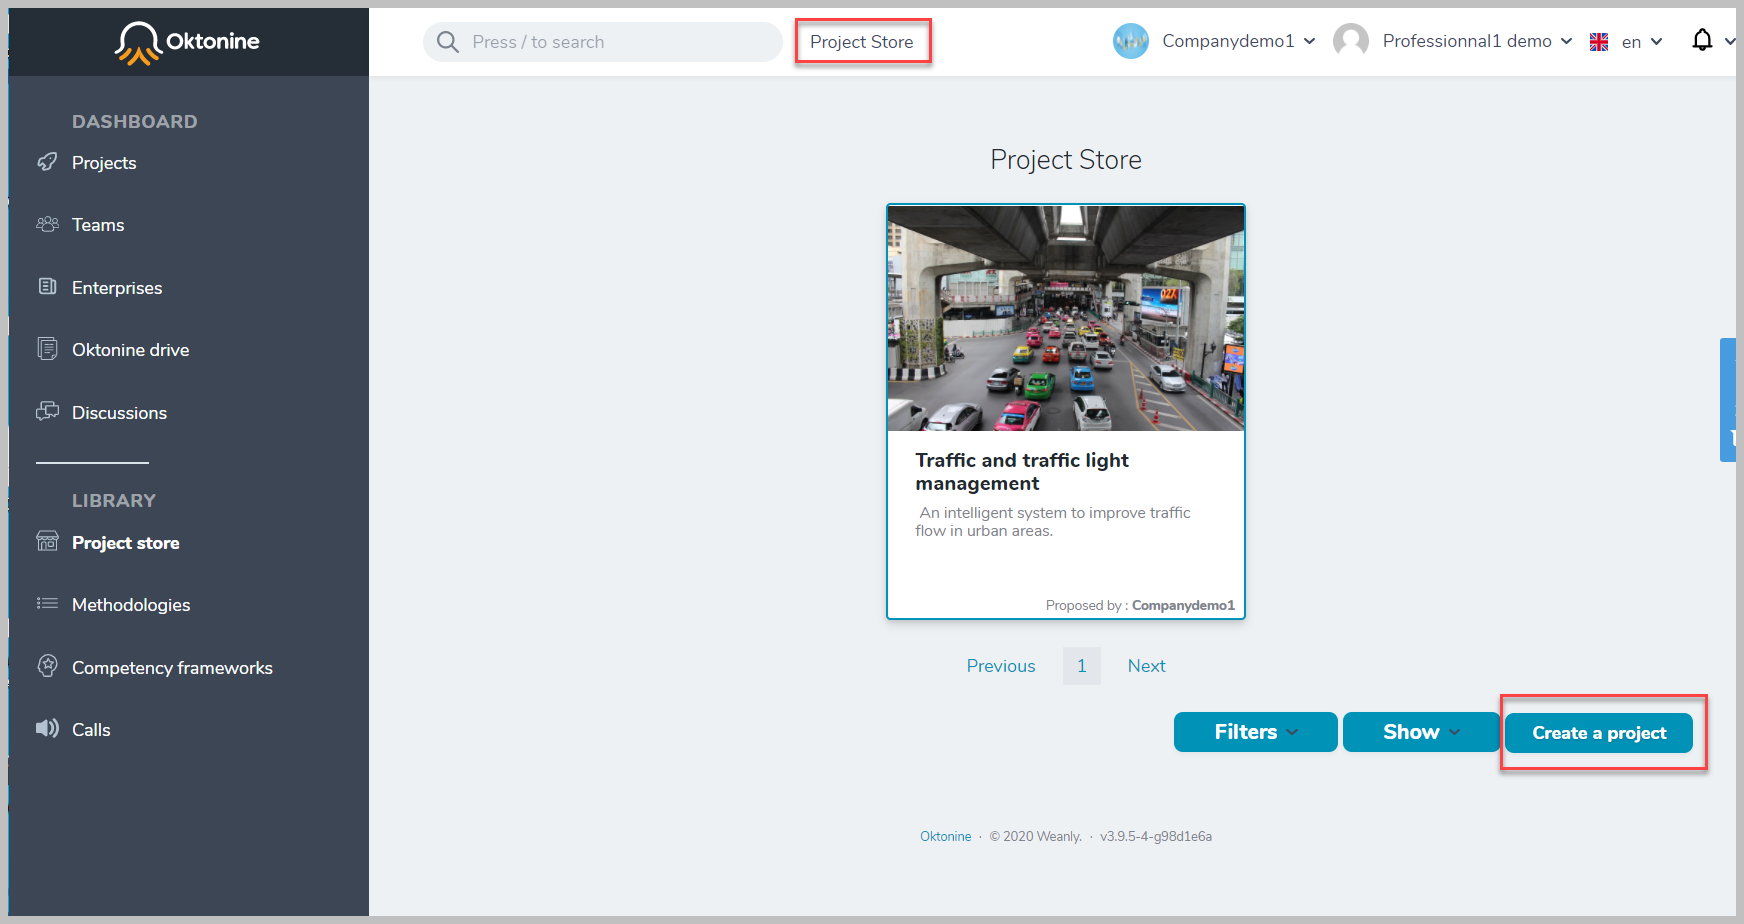 Oktonine
Press / to search
Project Store
Companydemo1
Professionnal1 demo
en
DASHBOARD
Projects
Teams
Enterprises
Oktonine drive
Discussions
LIBRARY
Project store
Methodologies
Competency frameworks
Calls
Project Store
Traffic and traffic light
management
An intelligent system to improve traffic
flow in urban areas.
Proposed by : Companydemo1
Previous
1
Next
Filters
Show
Create a project
Oktonine · © 2020 Weanly. · v3.9.5-4-g98d1e6a